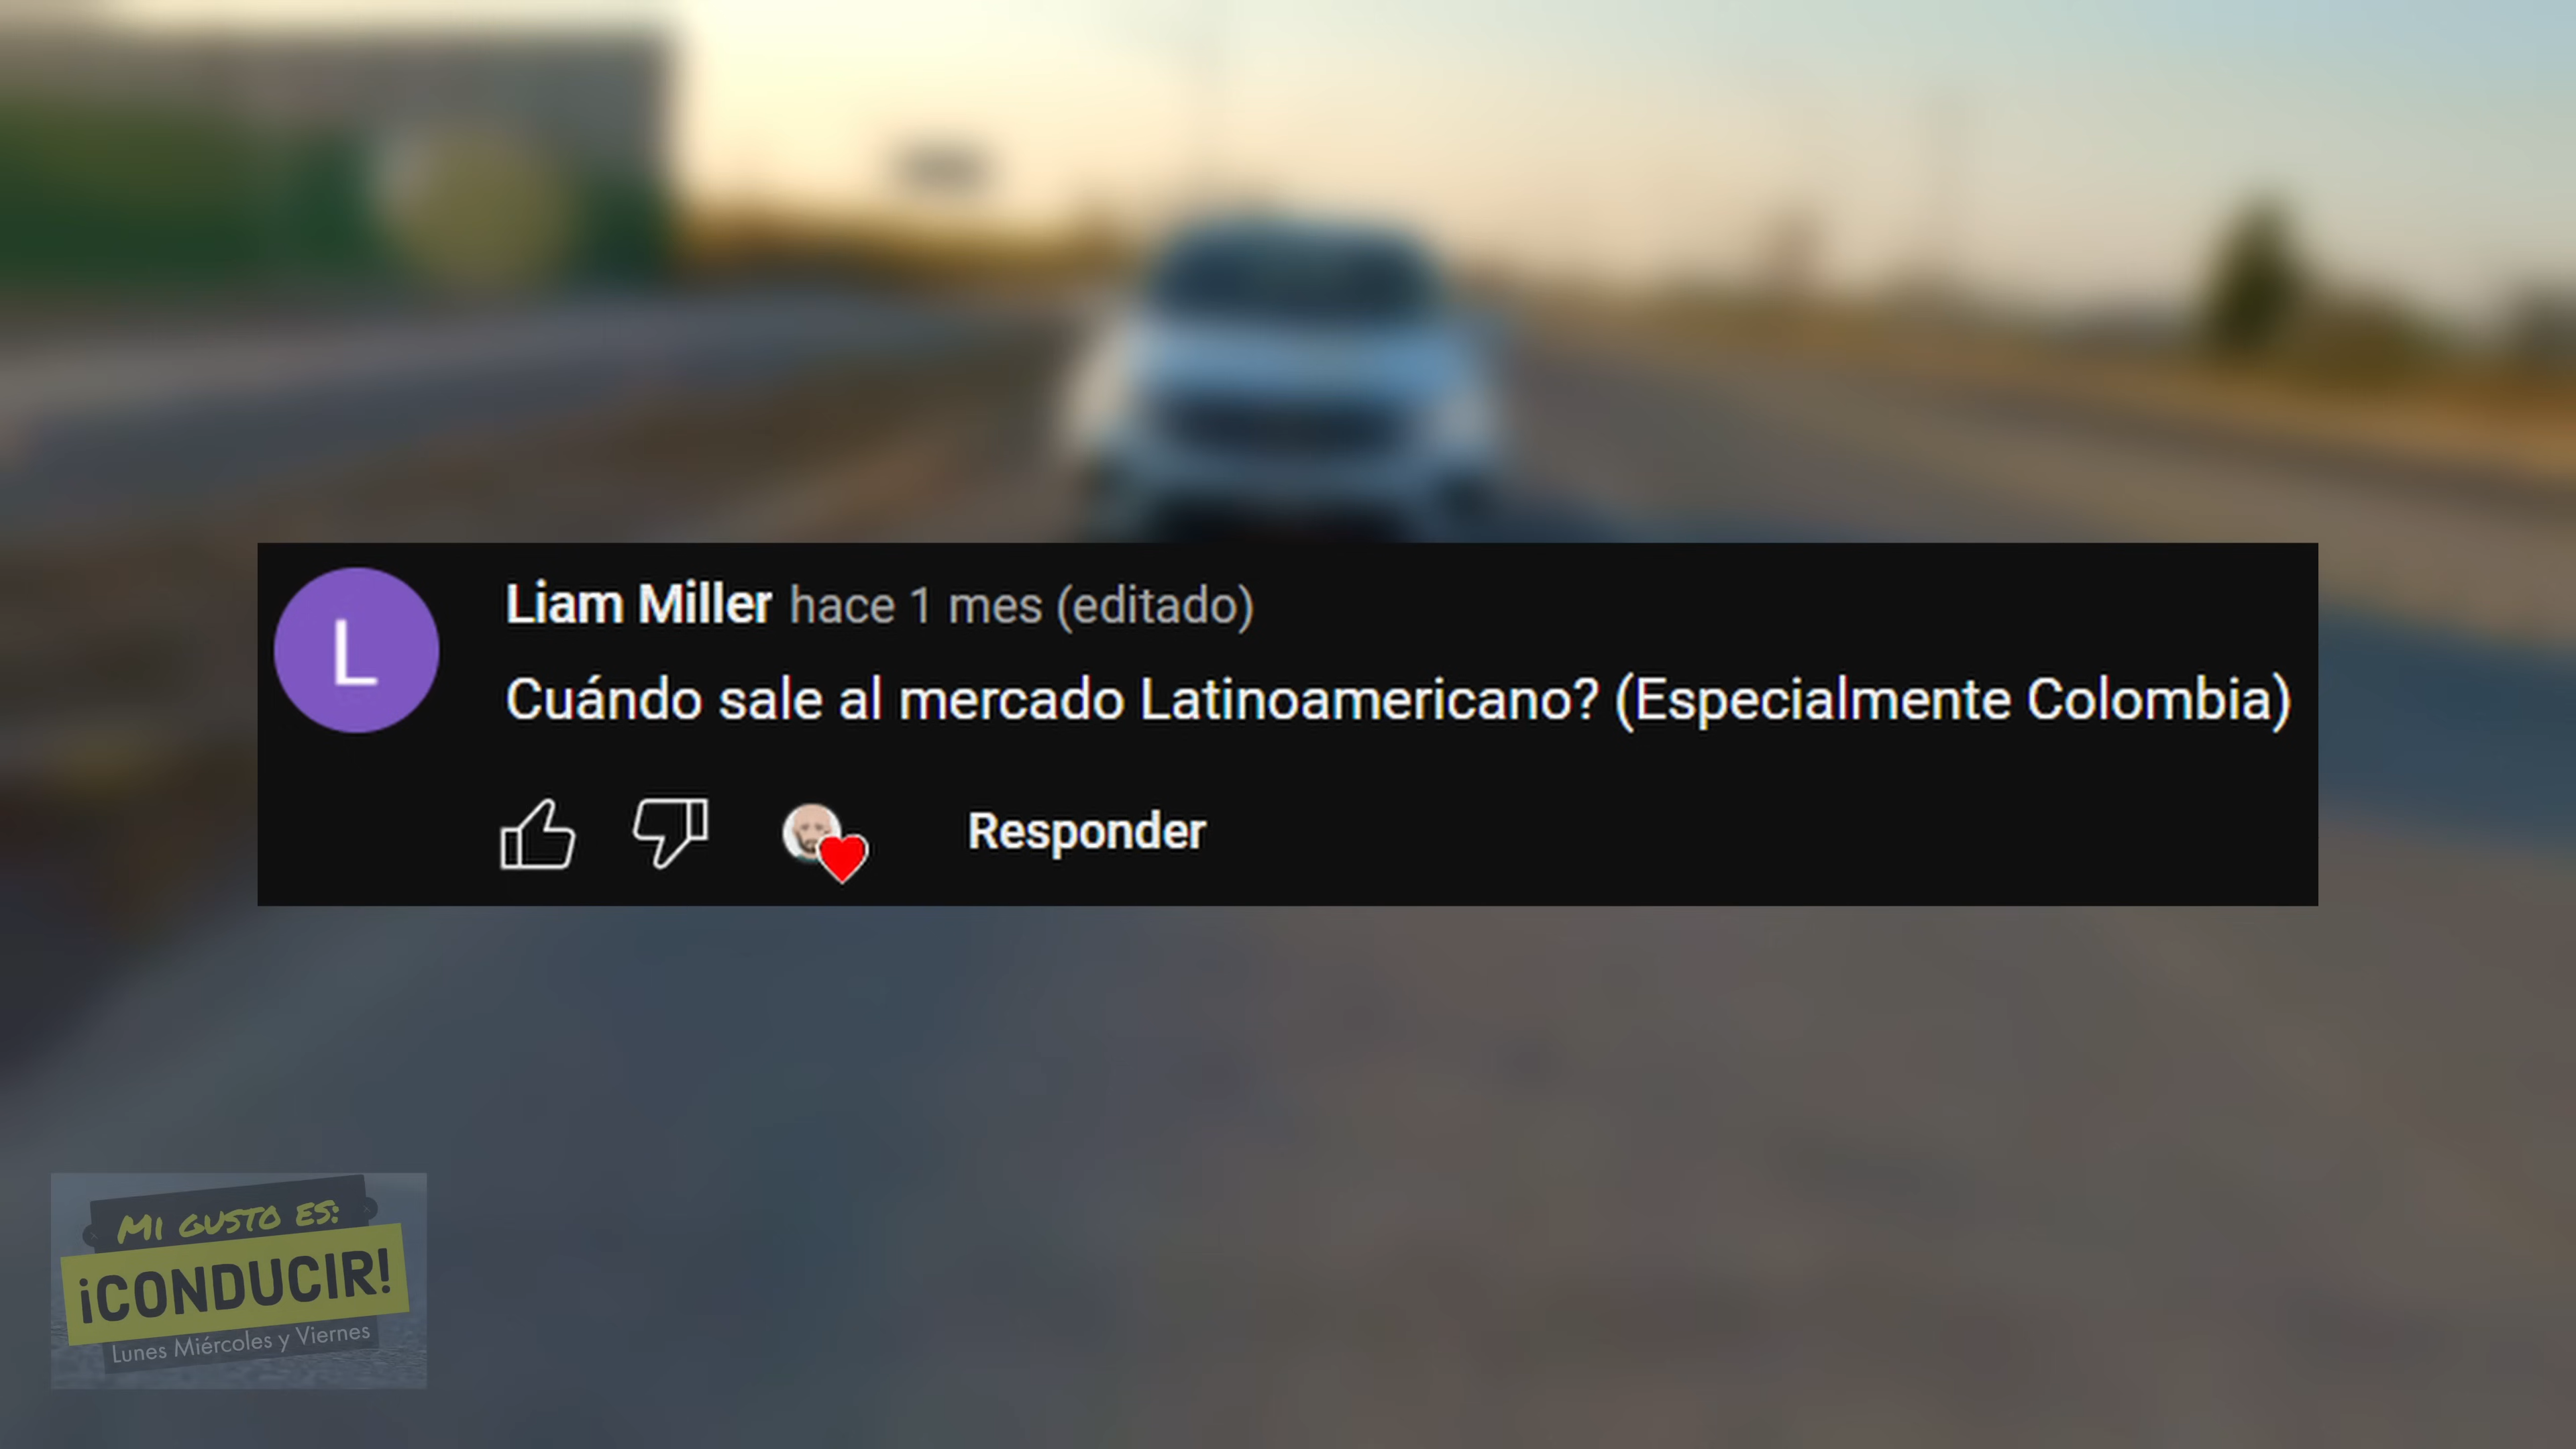 L
Liam Miller hace 1 mes (editado)
Cuándo sale al mercado Latinoamericano? (Especialmente Colombia)
Responder
MI GUSTO ES:
¡CONDUCIR!
Lunes Miércoles y Viernes